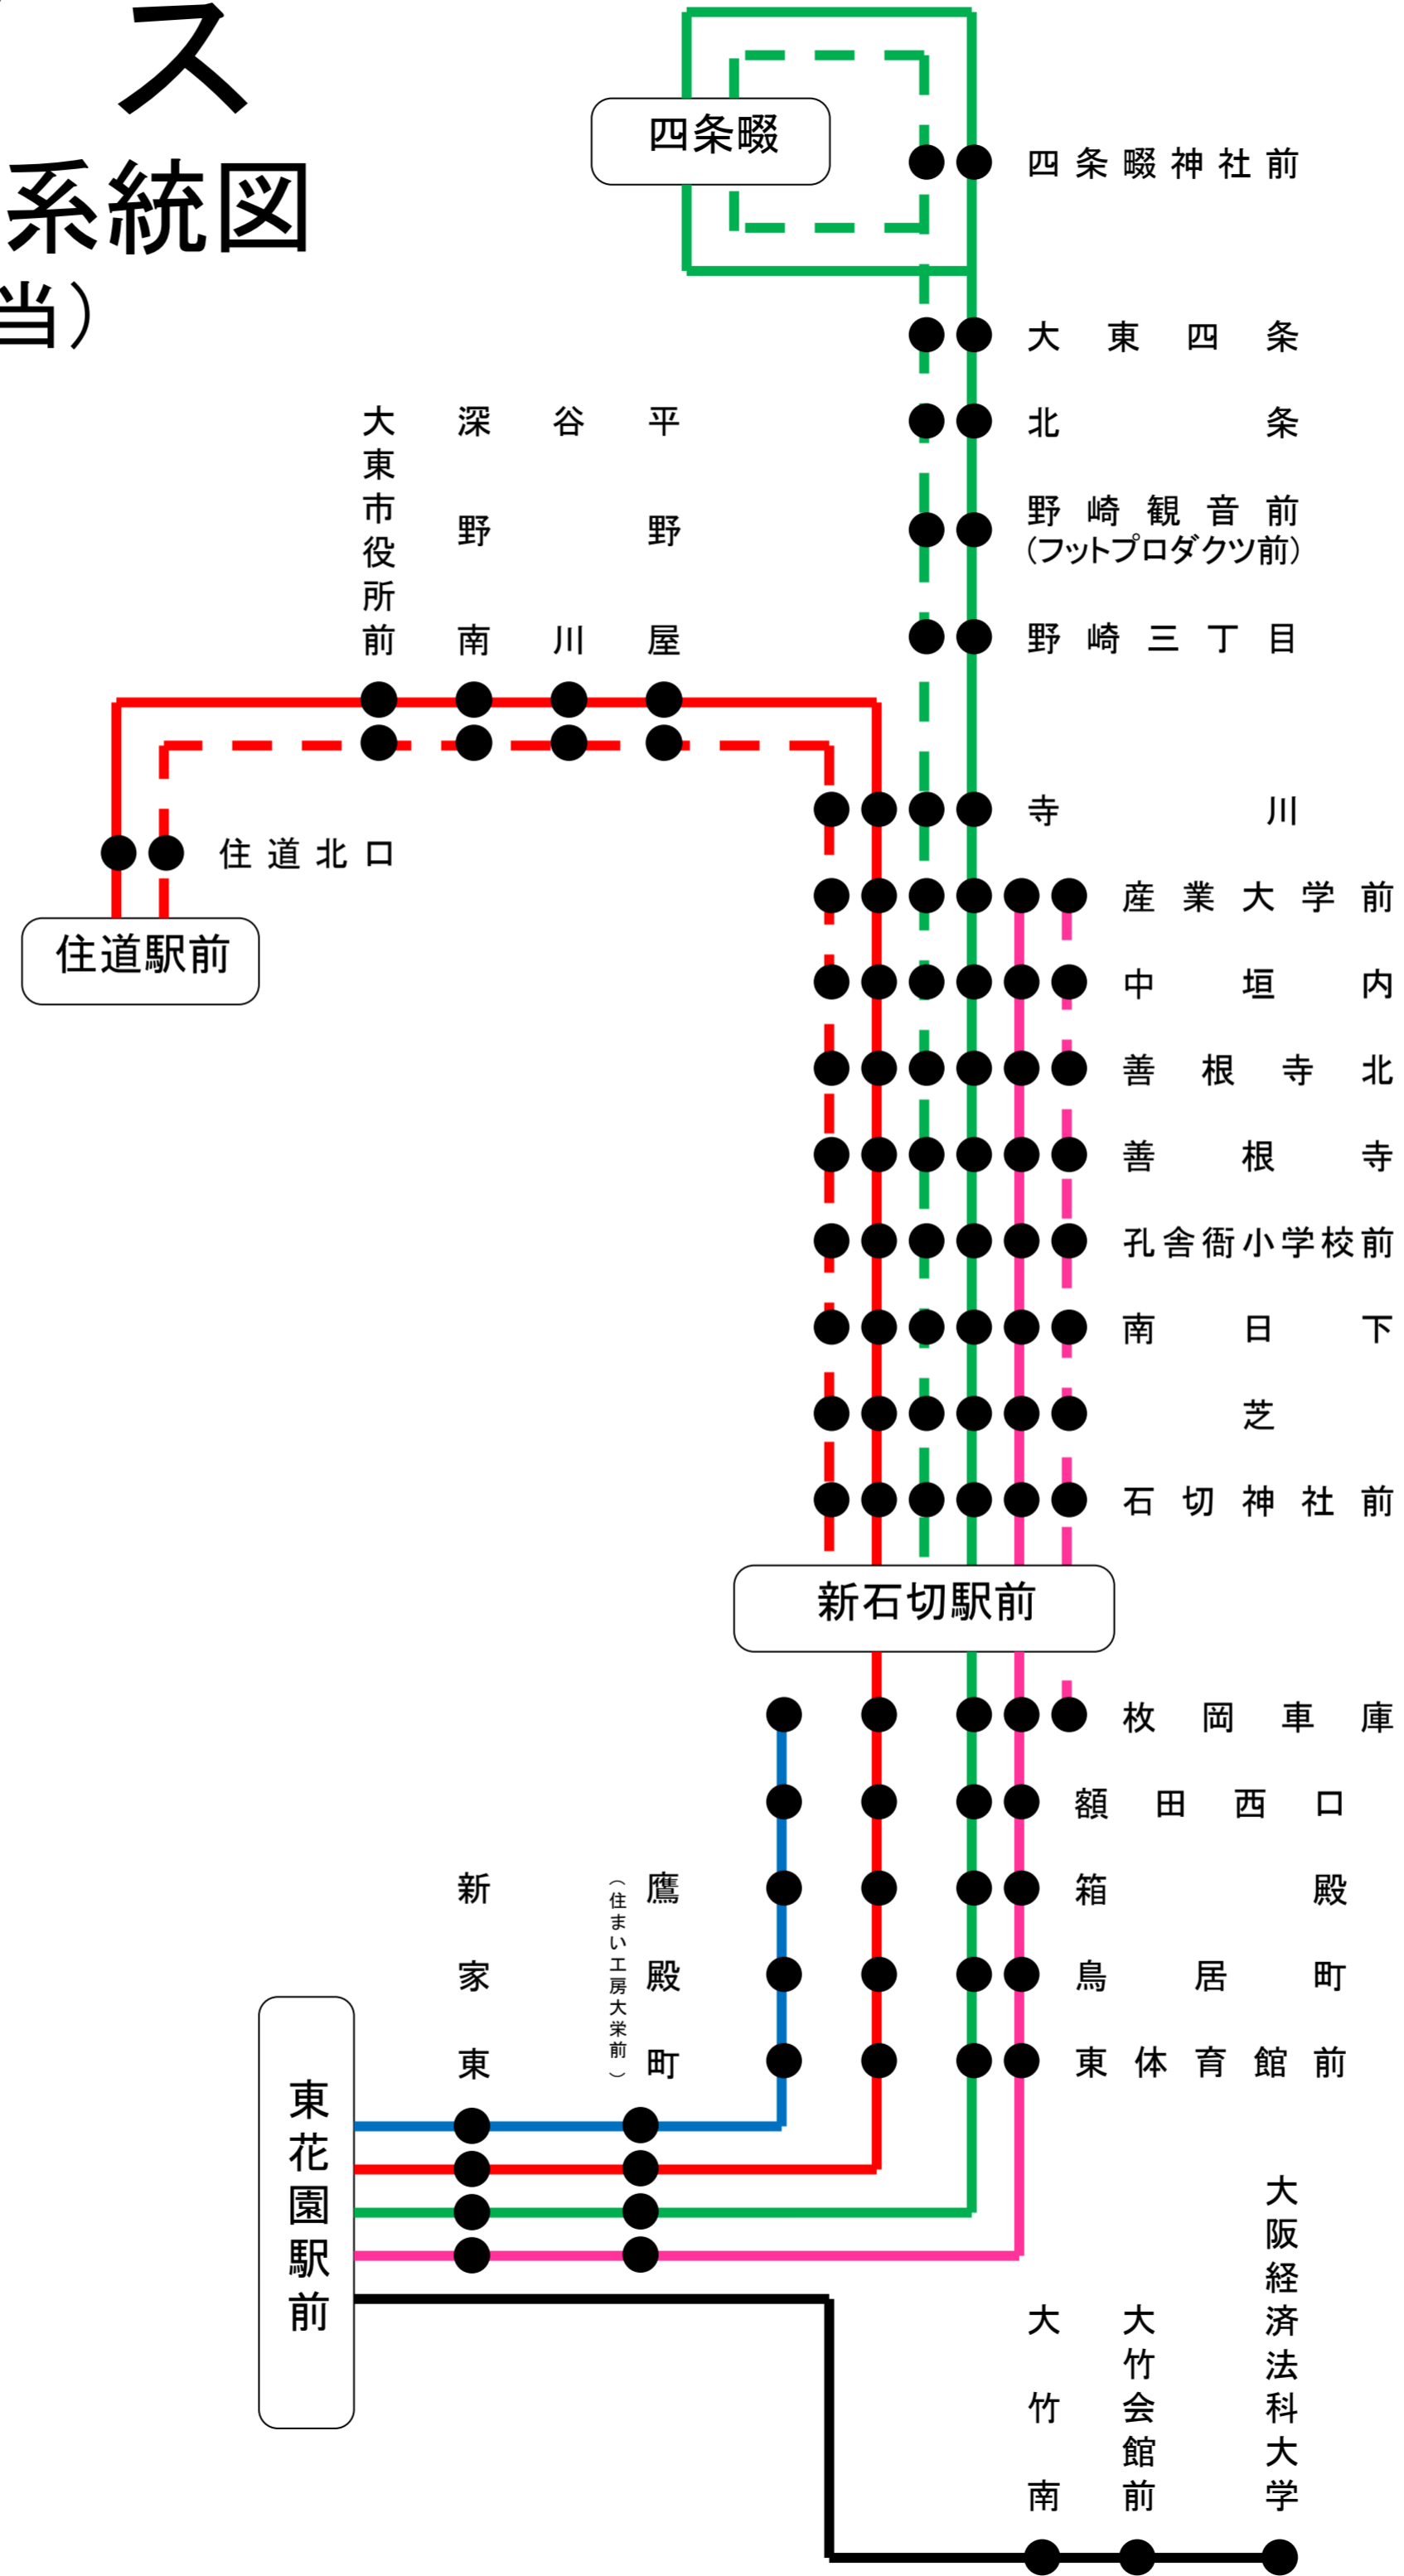 ス
系統図
当）
四条畷
四条畷神社前
大東四条
北条
野崎観音前
（フットプロダクツ前）
野崎三丁目
大東市役所前
深野南
谷川
平野屋
寺川
住道北口
住道駅前
産業大学前
中垣内
善根寺北
善根寺
孔舎衙小学校前
南日下
芝
石切神社前
新石切駅前
枚岡車庫
額田西口
箱殿
鳥居町
東体育館前
新家東
（住まい工房大栄前）
鷹殿町
東花園駅前
大竹南
大竹会館前
大阪経済法科大学